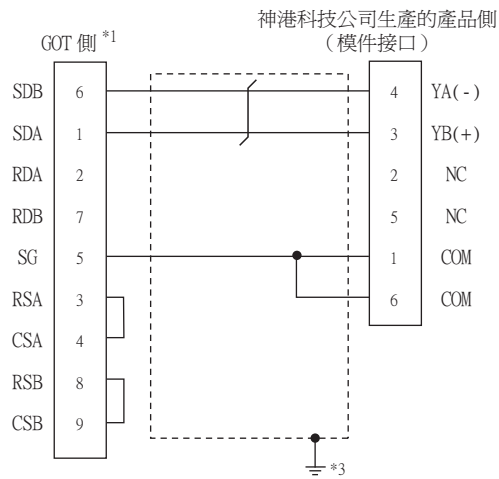 神港科技公司生產的產品側
GOT 側 *1 （模件接口）
SDB 6 4 YA(-)
SDA 1 3 YB(+)
RDA 2 2 NC
RDB 7 5 NC
SG 5 1 COM
RSA 3 6 COM
CSA 4
RSB 8
CSB 9
*3